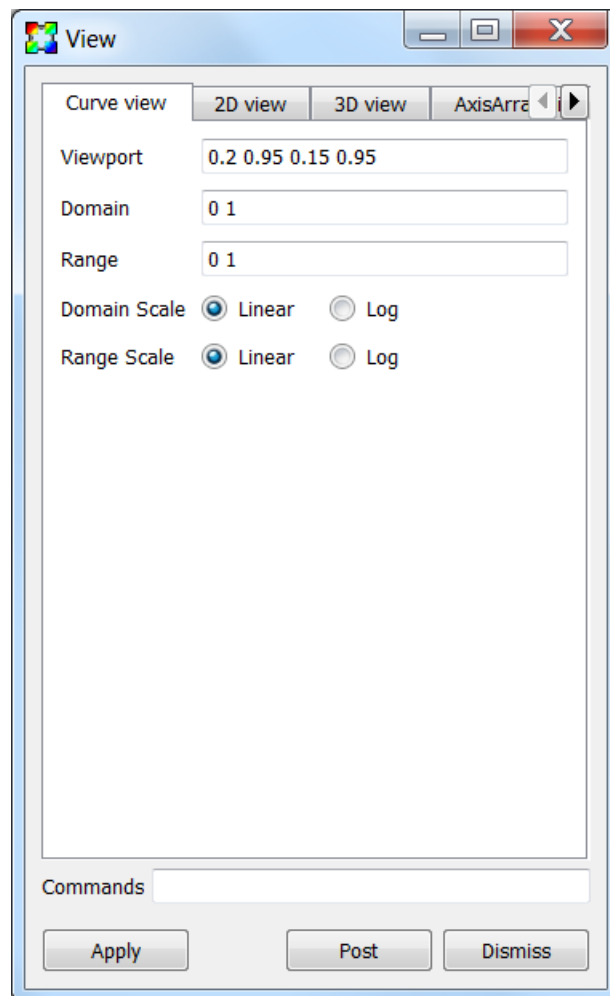 View
Curve view 2D view 3D view AxisArra
Viewport 0.2 0.95 0.15 0.95
Domain 0 1
Range 0 1
Domain Scale Linear Log
Range Scale Linear Log
Commands
Apply Post Dismiss